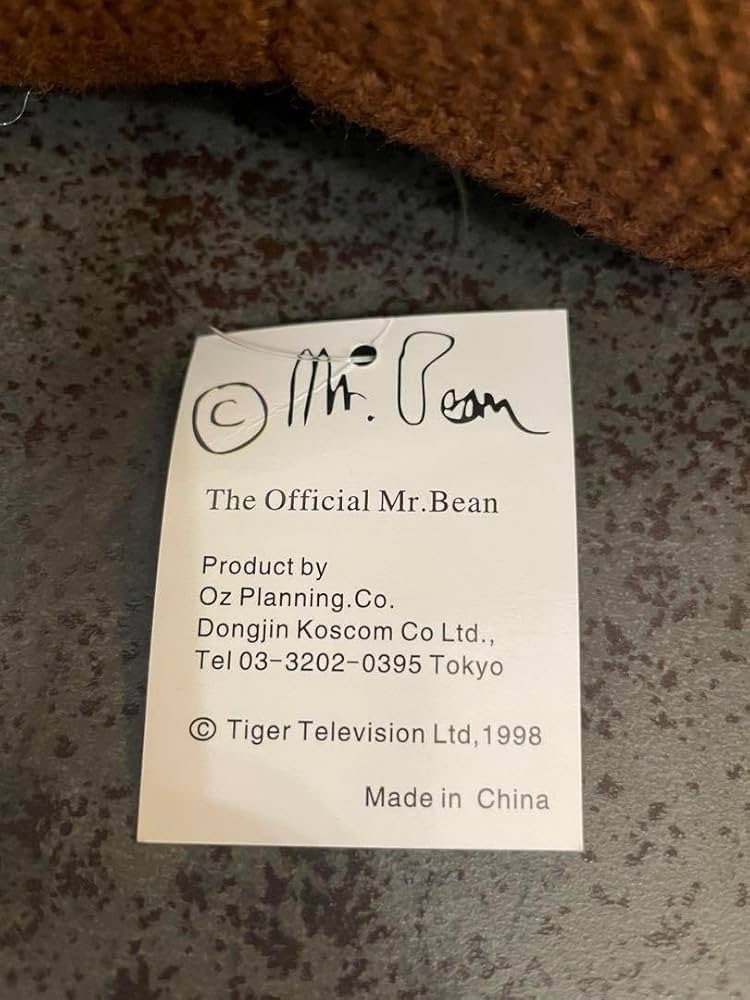 © Mr. Bean
The Official Mr.Bean
Product by
Oz Planning.Co.
Dongjin Koscom Co Ltd.,
Tel 03-3202-0395 Tokyo
© Tiger Television Ltd,1998
Made in China